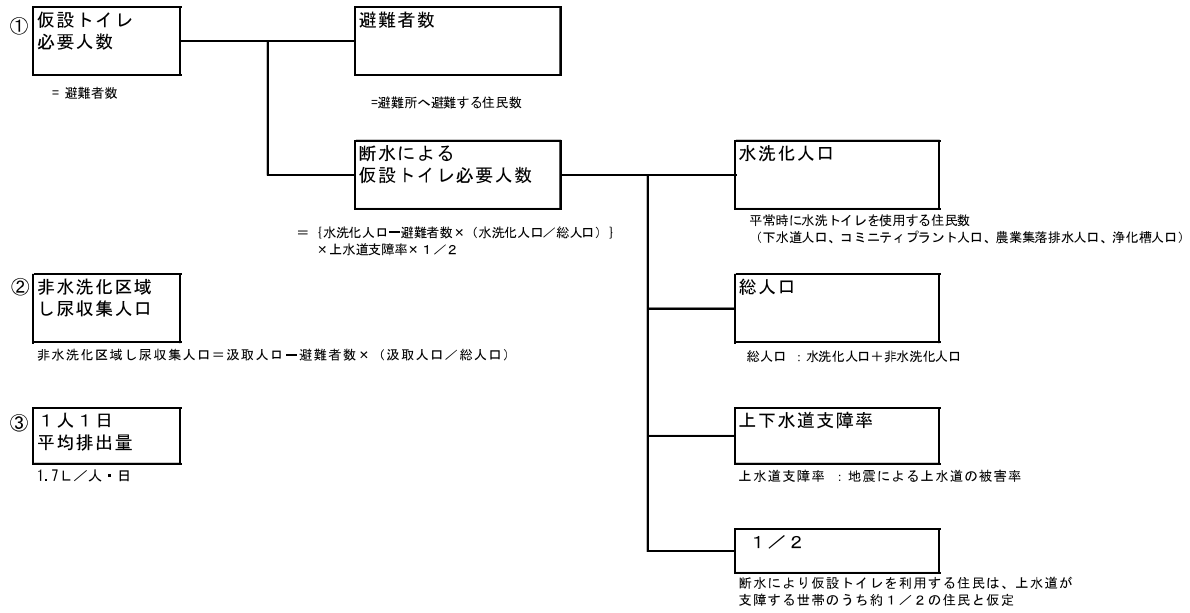 ①
仮設トイレ
必要人数
= 避難者数
避難者数
=避難所へ避難する住民数
断水による
仮設トイレ必要人数
= {水洗化人口ー避難者数×(水洗化人口/総人口)}
×上水道支障率×1/2
水洗化人口
平常時に水洗トイレを使用する住民数
(下水道人口、コミニティプラント人口、農業集落排水人口、浄化槽人口)
②
非水洗化区域
し尿収集人口
非水洗化区域し尿収集人口=汲取人口ー避難者数×(汲取人口/総人口)
総人口
総人口 :水洗化人口+非水洗化人口
③
1人1日
平均排出量
1.7L/人・日
上下水道支障率
上水道支障率 :地震による上水道の被害率
1/2
断水により仮設トイレを利用する住民は、上水道が
支障する世帯のうち約1/2の住民と仮定